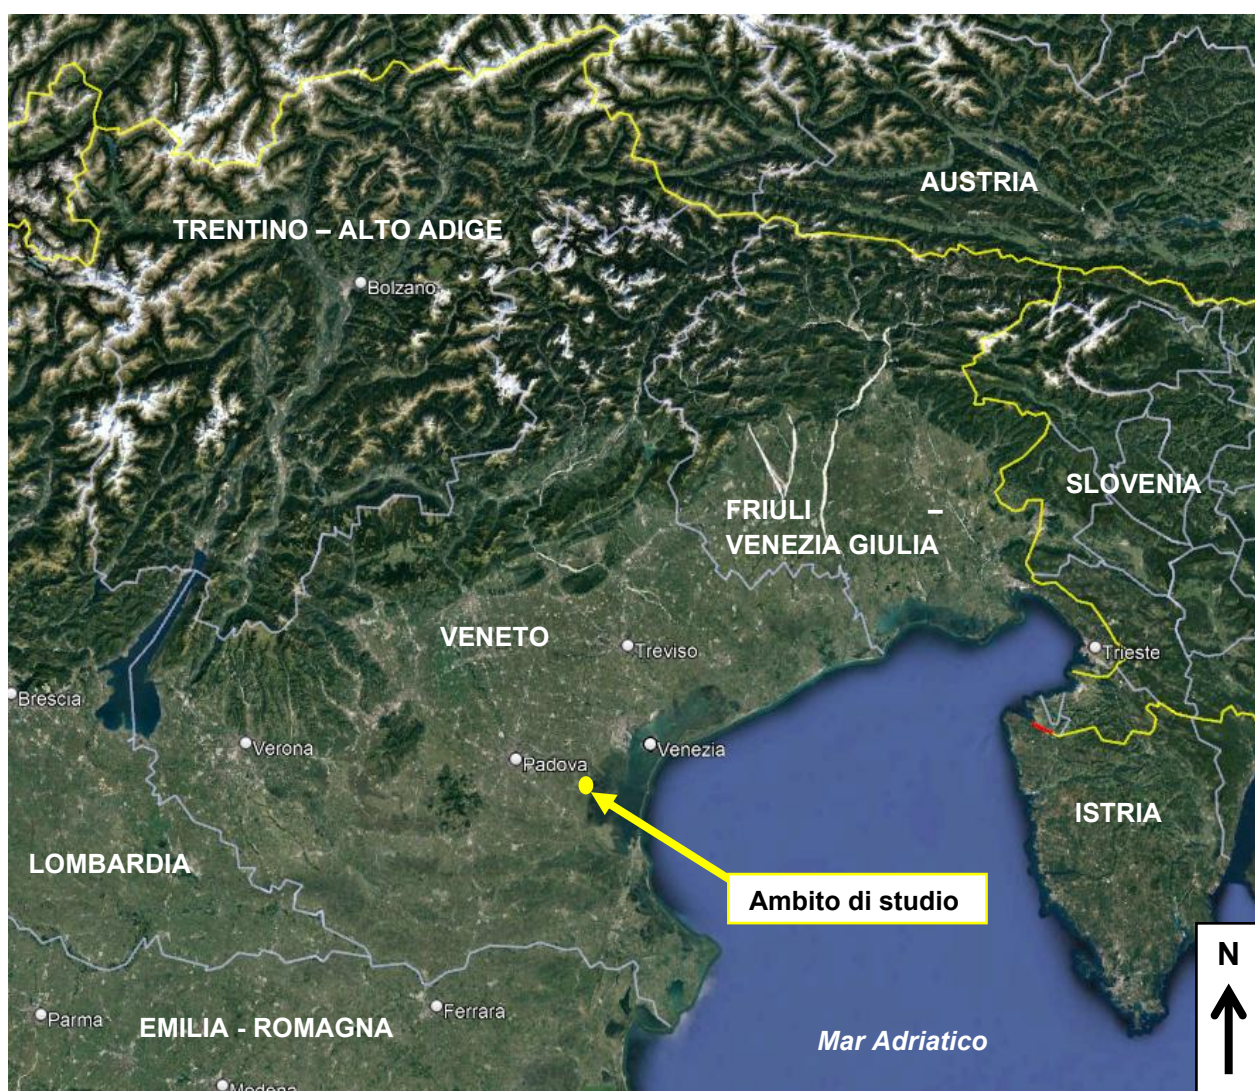 AUSTRIA
TRENTINO – ALTO ADIGE
Bolzano
SLOVENIA
FRIULI –
VENEZIA GIULIA
VENETO
Treviso
Trieste
Brescia
Verona
Venezia
Padova
ISTRIA
LOMBARDIA
Ambito di studio
N
Ferrara
Parma
EMILIA - ROMAGNA
Mar Adriatico
Modena